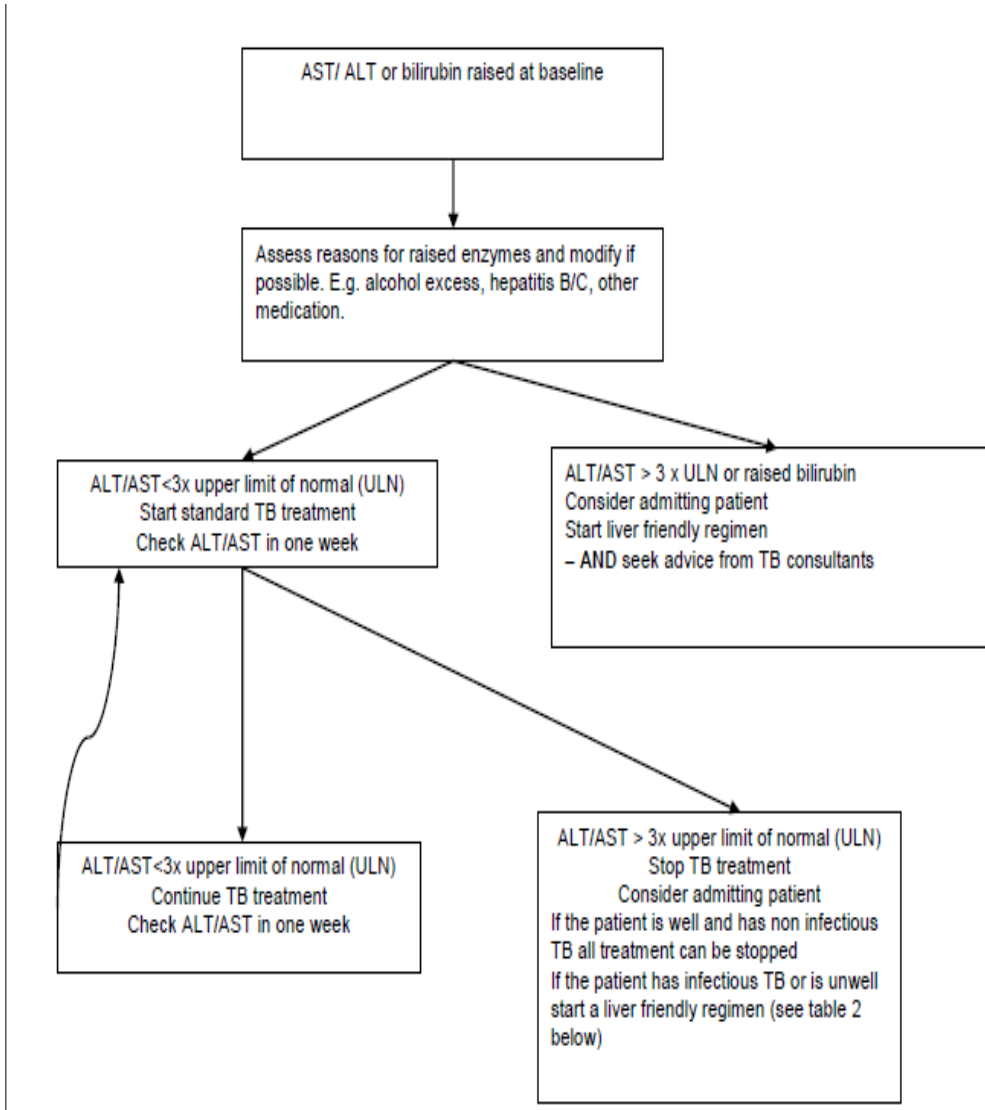 AST/ ALT or bilirubin raised at baseline
Assess reasons for raised enzymes and modify if
possible. E.g. alcohol excess, hepatitis B/C, other
medication.
ALT/AST<3x upper limit of normal (ULN)
Start standard TB treatment
Check ALT/AST in one week
ALT/AST > 3 x ULN or raised bilirubin
Consider admitting patient
Start liver friendly regimen
– AND seek advice from TB consultants
ALT/AST<3x upper limit of normal (ULN)
Continue TB treatment
Check ALT/AST in one week
ALT/AST > 3x upper limit of normal (ULN)
Stop TB treatment
Consider admitting patient
If the patient is well and has non infectious
TB all treatment can be stopped
If the patient has infectious TB or is unwell
start a liver friendly regimen (see table 2
below)